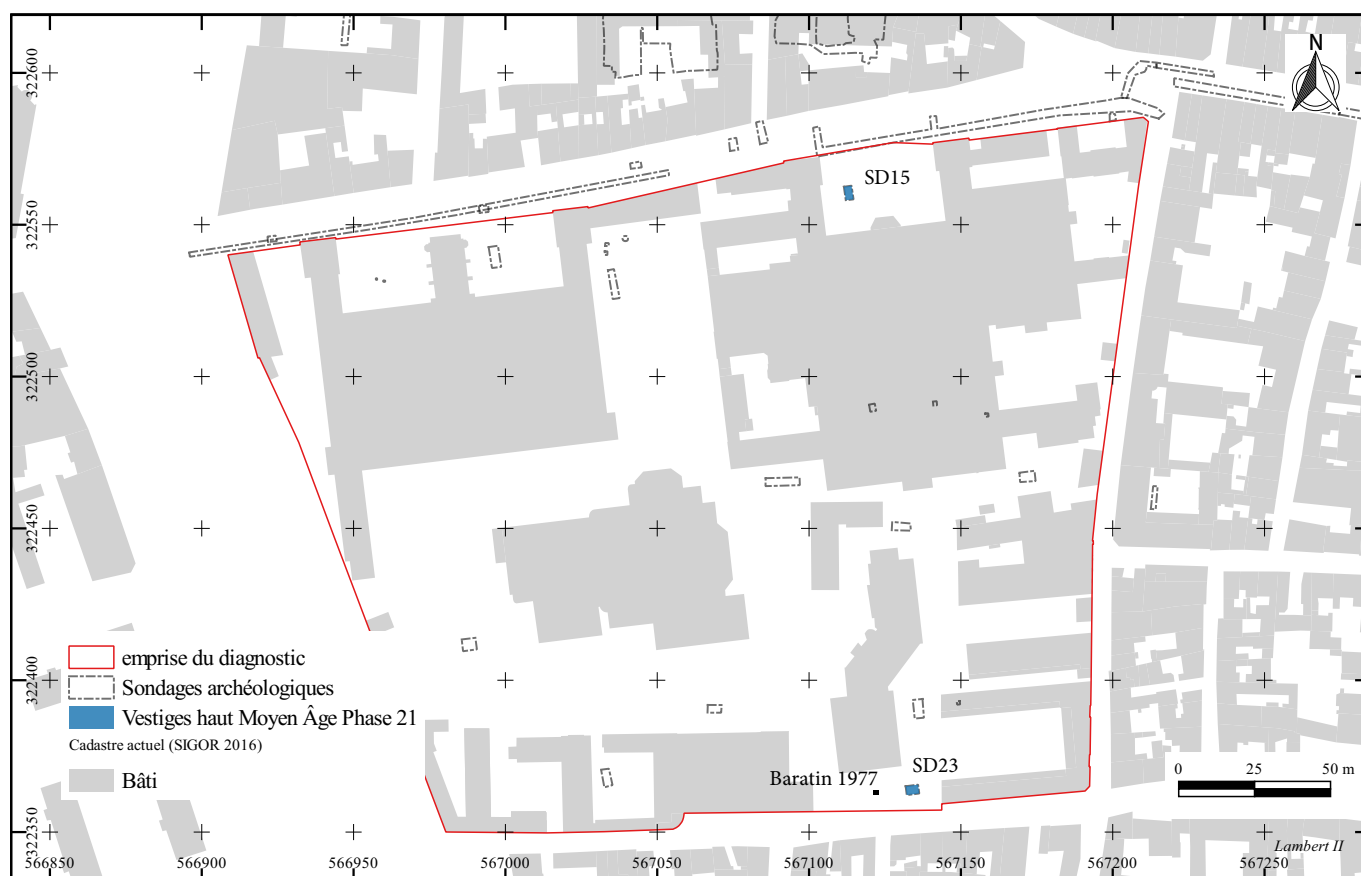 N
322600
322550
322500
322450
322400
322350
SD15
SD23
Baratin 1977
emprise du diagnostic
Sondages archéologiques
Vestiges haut Moyen Âge Phase 21
Cadastre actuel (SIGOR 2016)
Bâti
0 25 50 m
Lambert II
566850 566900 566950 567000 567050 567100 567150 567200 567250